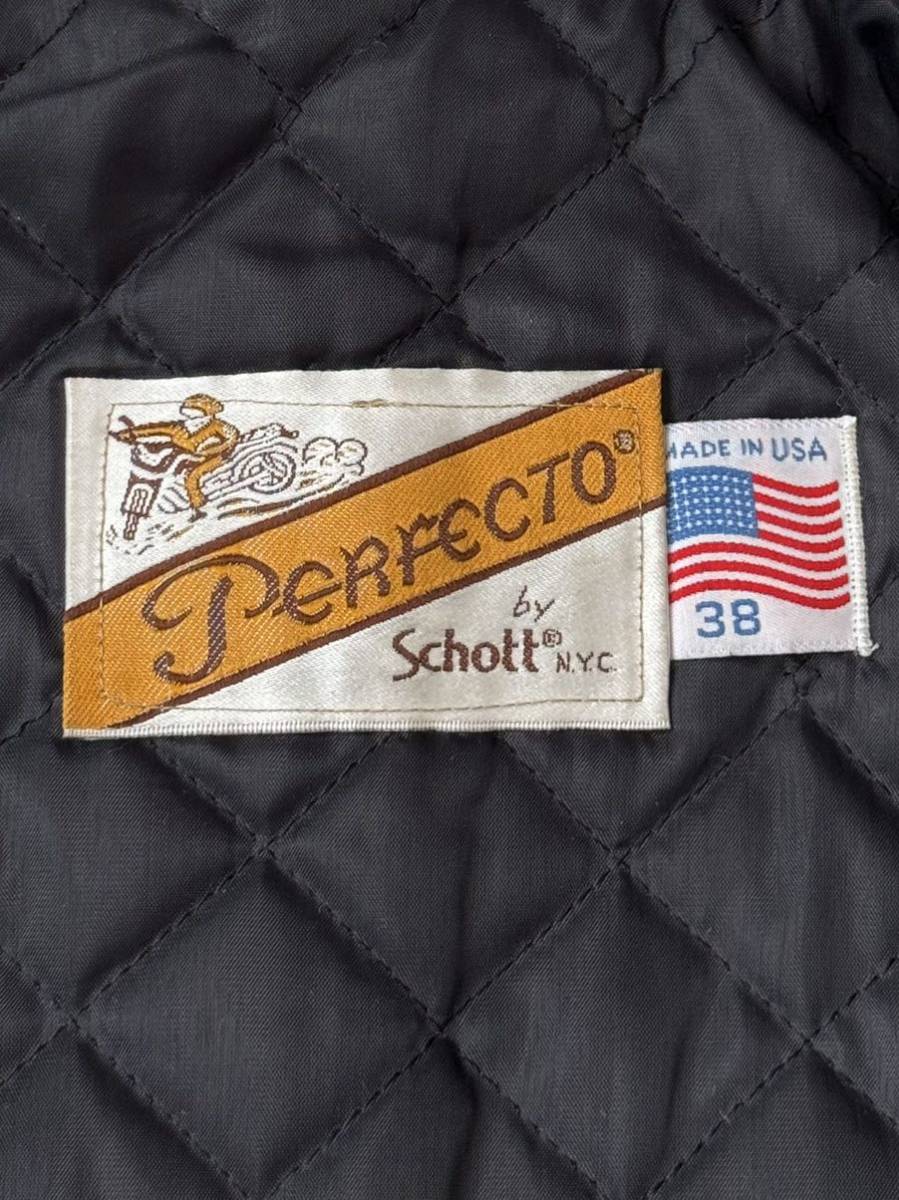 PERFECTO®
by
Schott® N.Y.C.
MADE IN USA
38